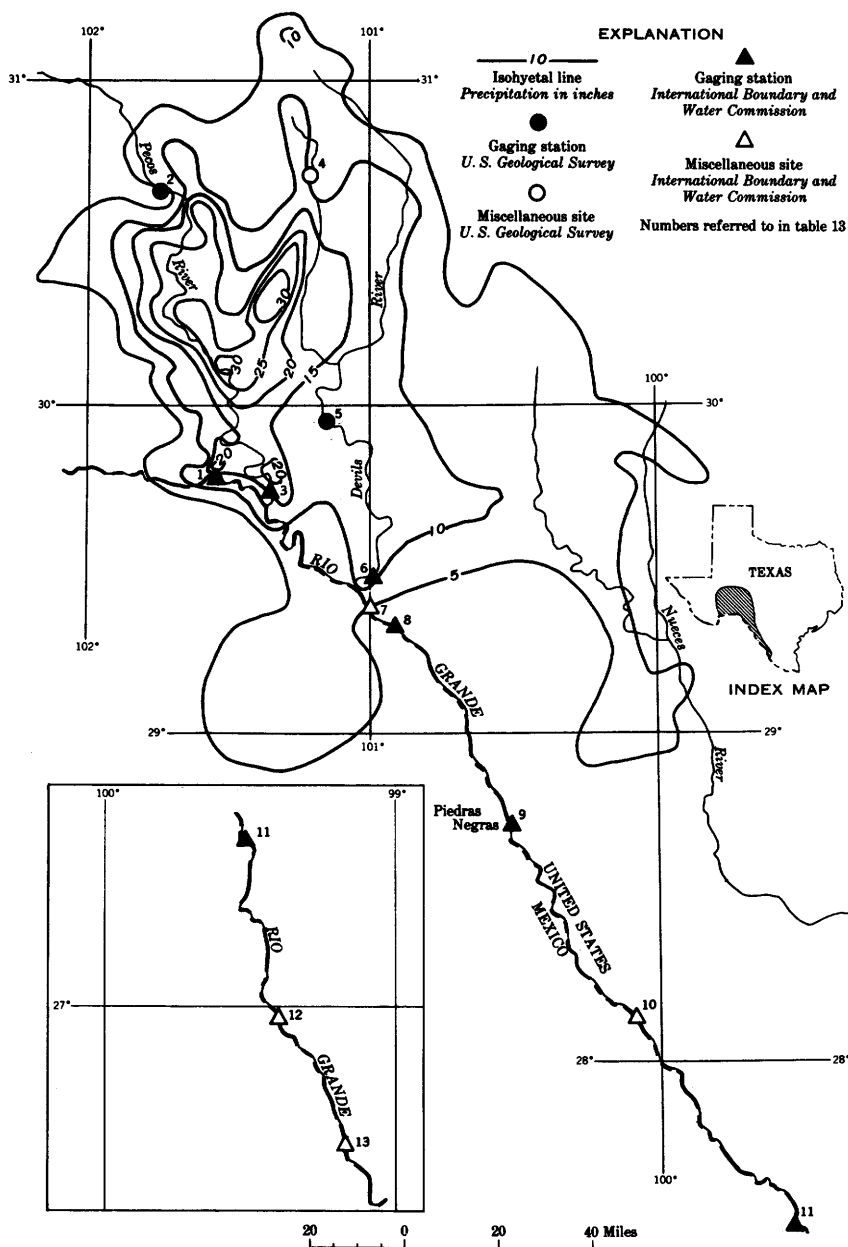 EXPLANATION
10
Isohyetal line
Precipitation in inches
Gaging station
U. S. Geological Survey
Miscellaneous site
U. S. Geological Survey
Gaging station
International Boundary and
Water Commission
Miscellaneous site
International Boundary and
Water Commission
Numbers referred to in table 13
102°
101°
31°
31°
10
Pecos
2
4
River
River
30
30
25
20
15
100°
30°
30°
5
20
1
20
3
Devils
10
RIO
6
5
7
8
102°
GRANDE
Nueces
TEXAS
INDEX MAP
29°
29°
101°
River
100°
99°
Piedras
Negras
9
11
UNITED STATES
MEXICO
RIO
27°
12
10
28°
28°
GRANDE
13
100°
11
20
0
20
40 Miles